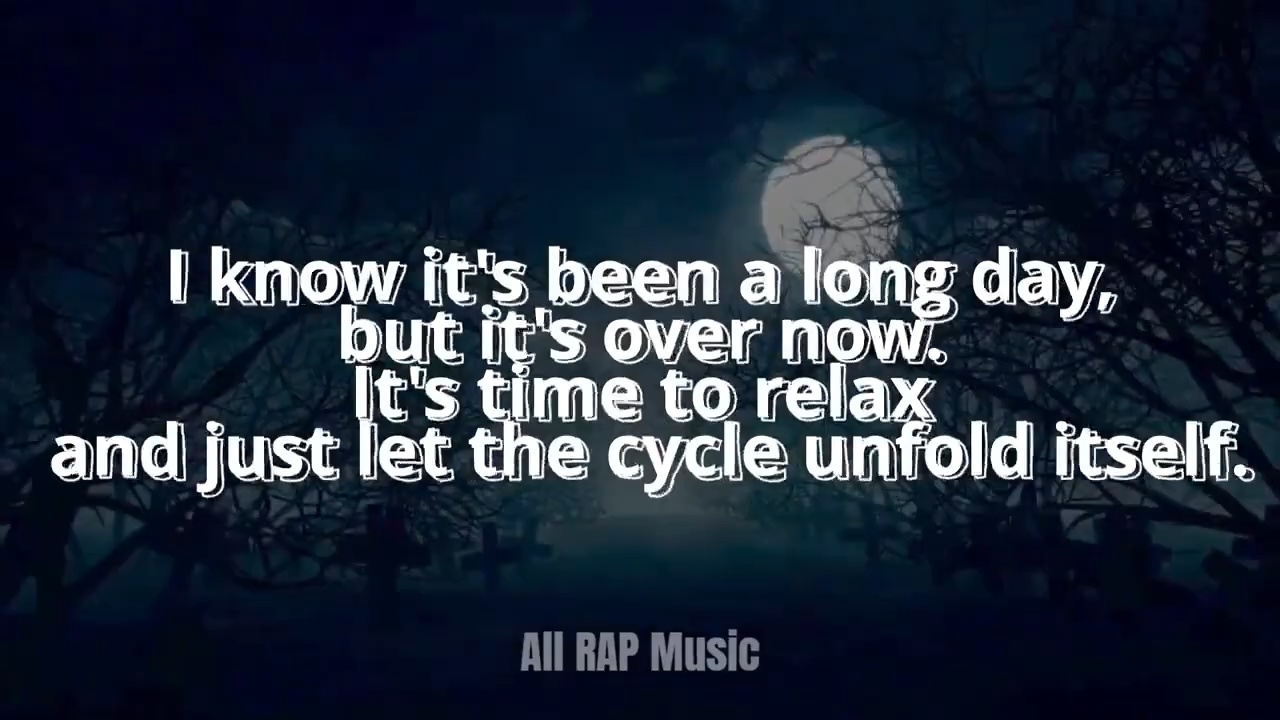 I know it's been a long day,
but it's over now.
It's time to relax
and just let the cycle unfold itself.
All RAP Music